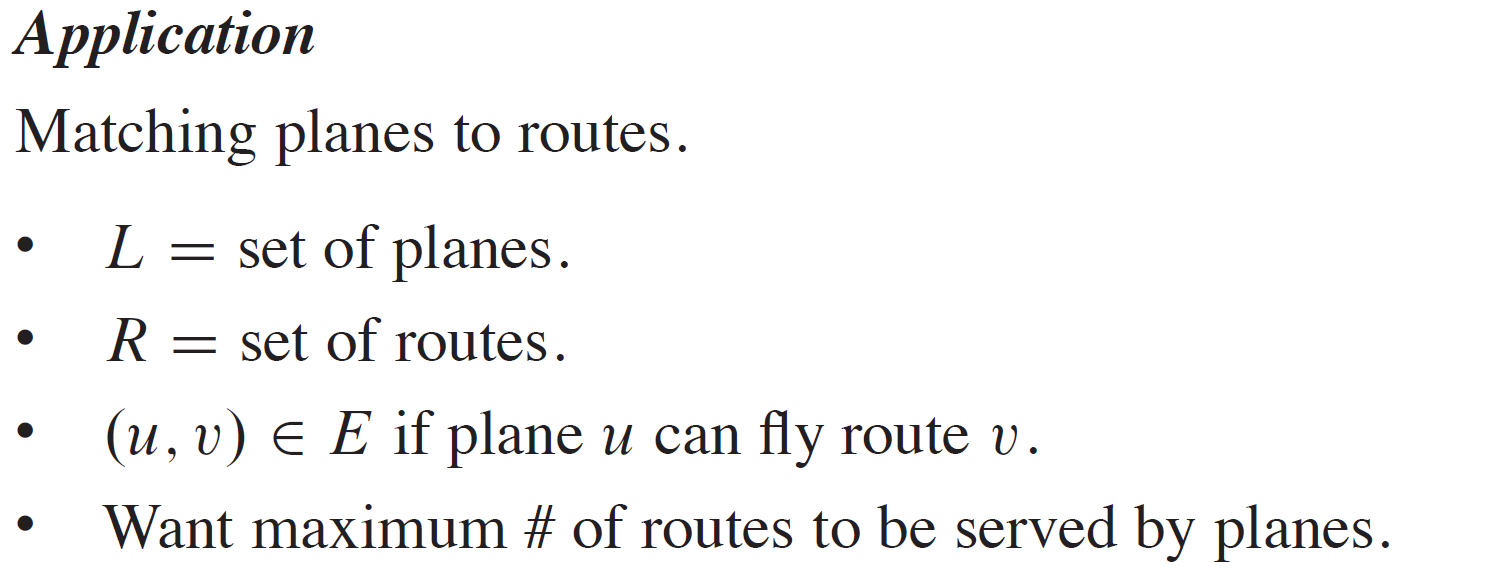 Application
Matching planes to routes.
• L = set of planes.
• R = set of routes.
• (u, v) ∈ E if plane u can fly route v.
• Want maximum # of routes to be served by planes.